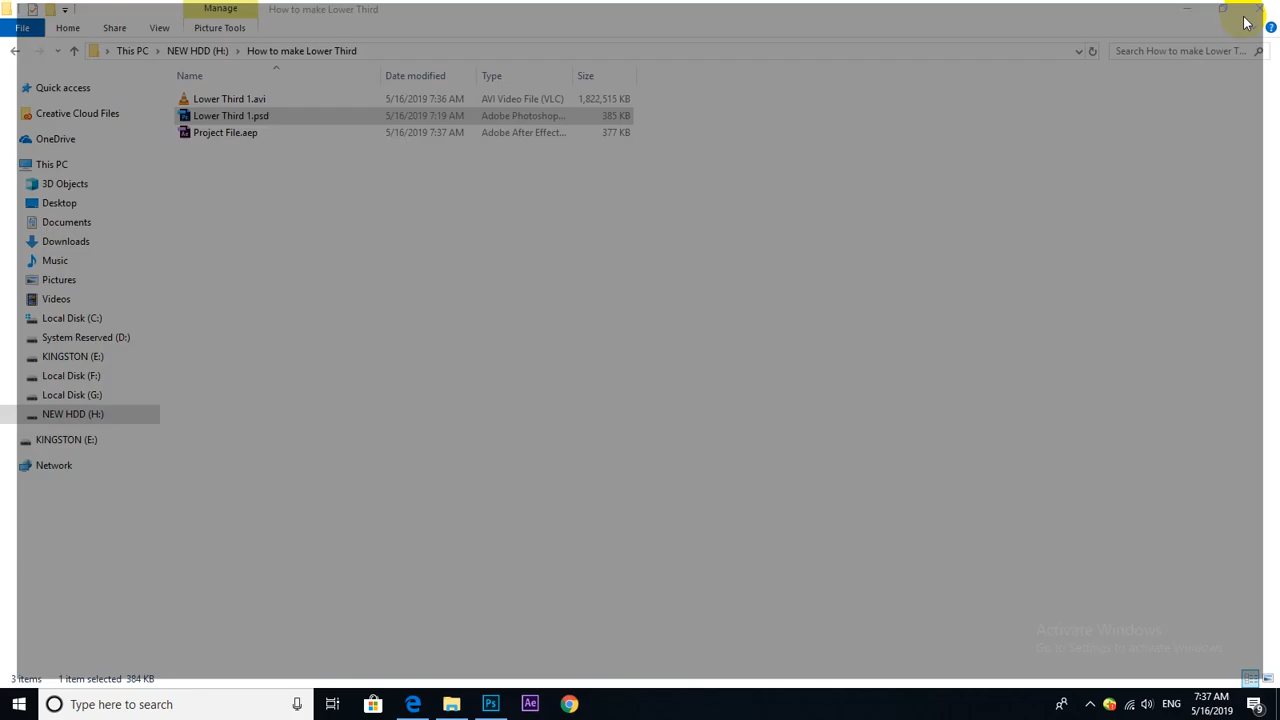 Manage
How to make Lower Third
File
Home
Share
View
Picture Tools
This PC
NEW HDD (H:)
How to make Lower Third
Search How to make Lower T...
Name
Date modified
Type
Size
Lower Third 1.avi
5/16/2019 7:36 AM
AVI Video File (VLC)
1,822,515 KB
Lower Third 1.psd
5/16/2019 7:19 AM
Adobe Photoshop...
385 KB
Project File.aep
5/16/2019 7:37 AM
Adobe After Effect...
377 KB
Quick access
Creative Cloud Files
OneDrive
This PC
3D Objects
Desktop
Documents
Downloads
Music
Pictures
Videos
Local Disk (C:)
System Reserved (D:)
KINGSTON (E:)
Local Disk (F:)
Local Disk (G:)
NEW HDD (H:)
KINGSTON (E:)
Network
Activate Windows
Go to Settings to activate Windows.
3 items
1 item selected 384 KB
Type here to search
Ps
Ae
ENG
7:37 AM
5/16/2019
9